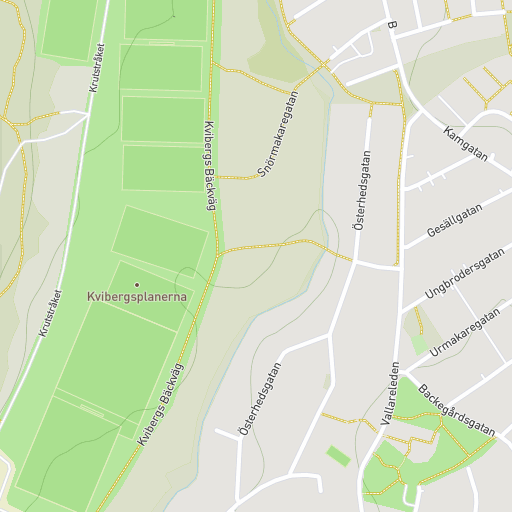 Krutstråket
B
Snörmakaregatan
Kvibergs Bäckväg
Kamgatan
Österhedsgatan
Gesällgatan
Ungbrodersgatan
Kvibergsplanerna
Krutstråket
Urmakaregatan
Vallareleden
Kvibergs Bäckväg
Österhedsgatan
Backegårdsgatan